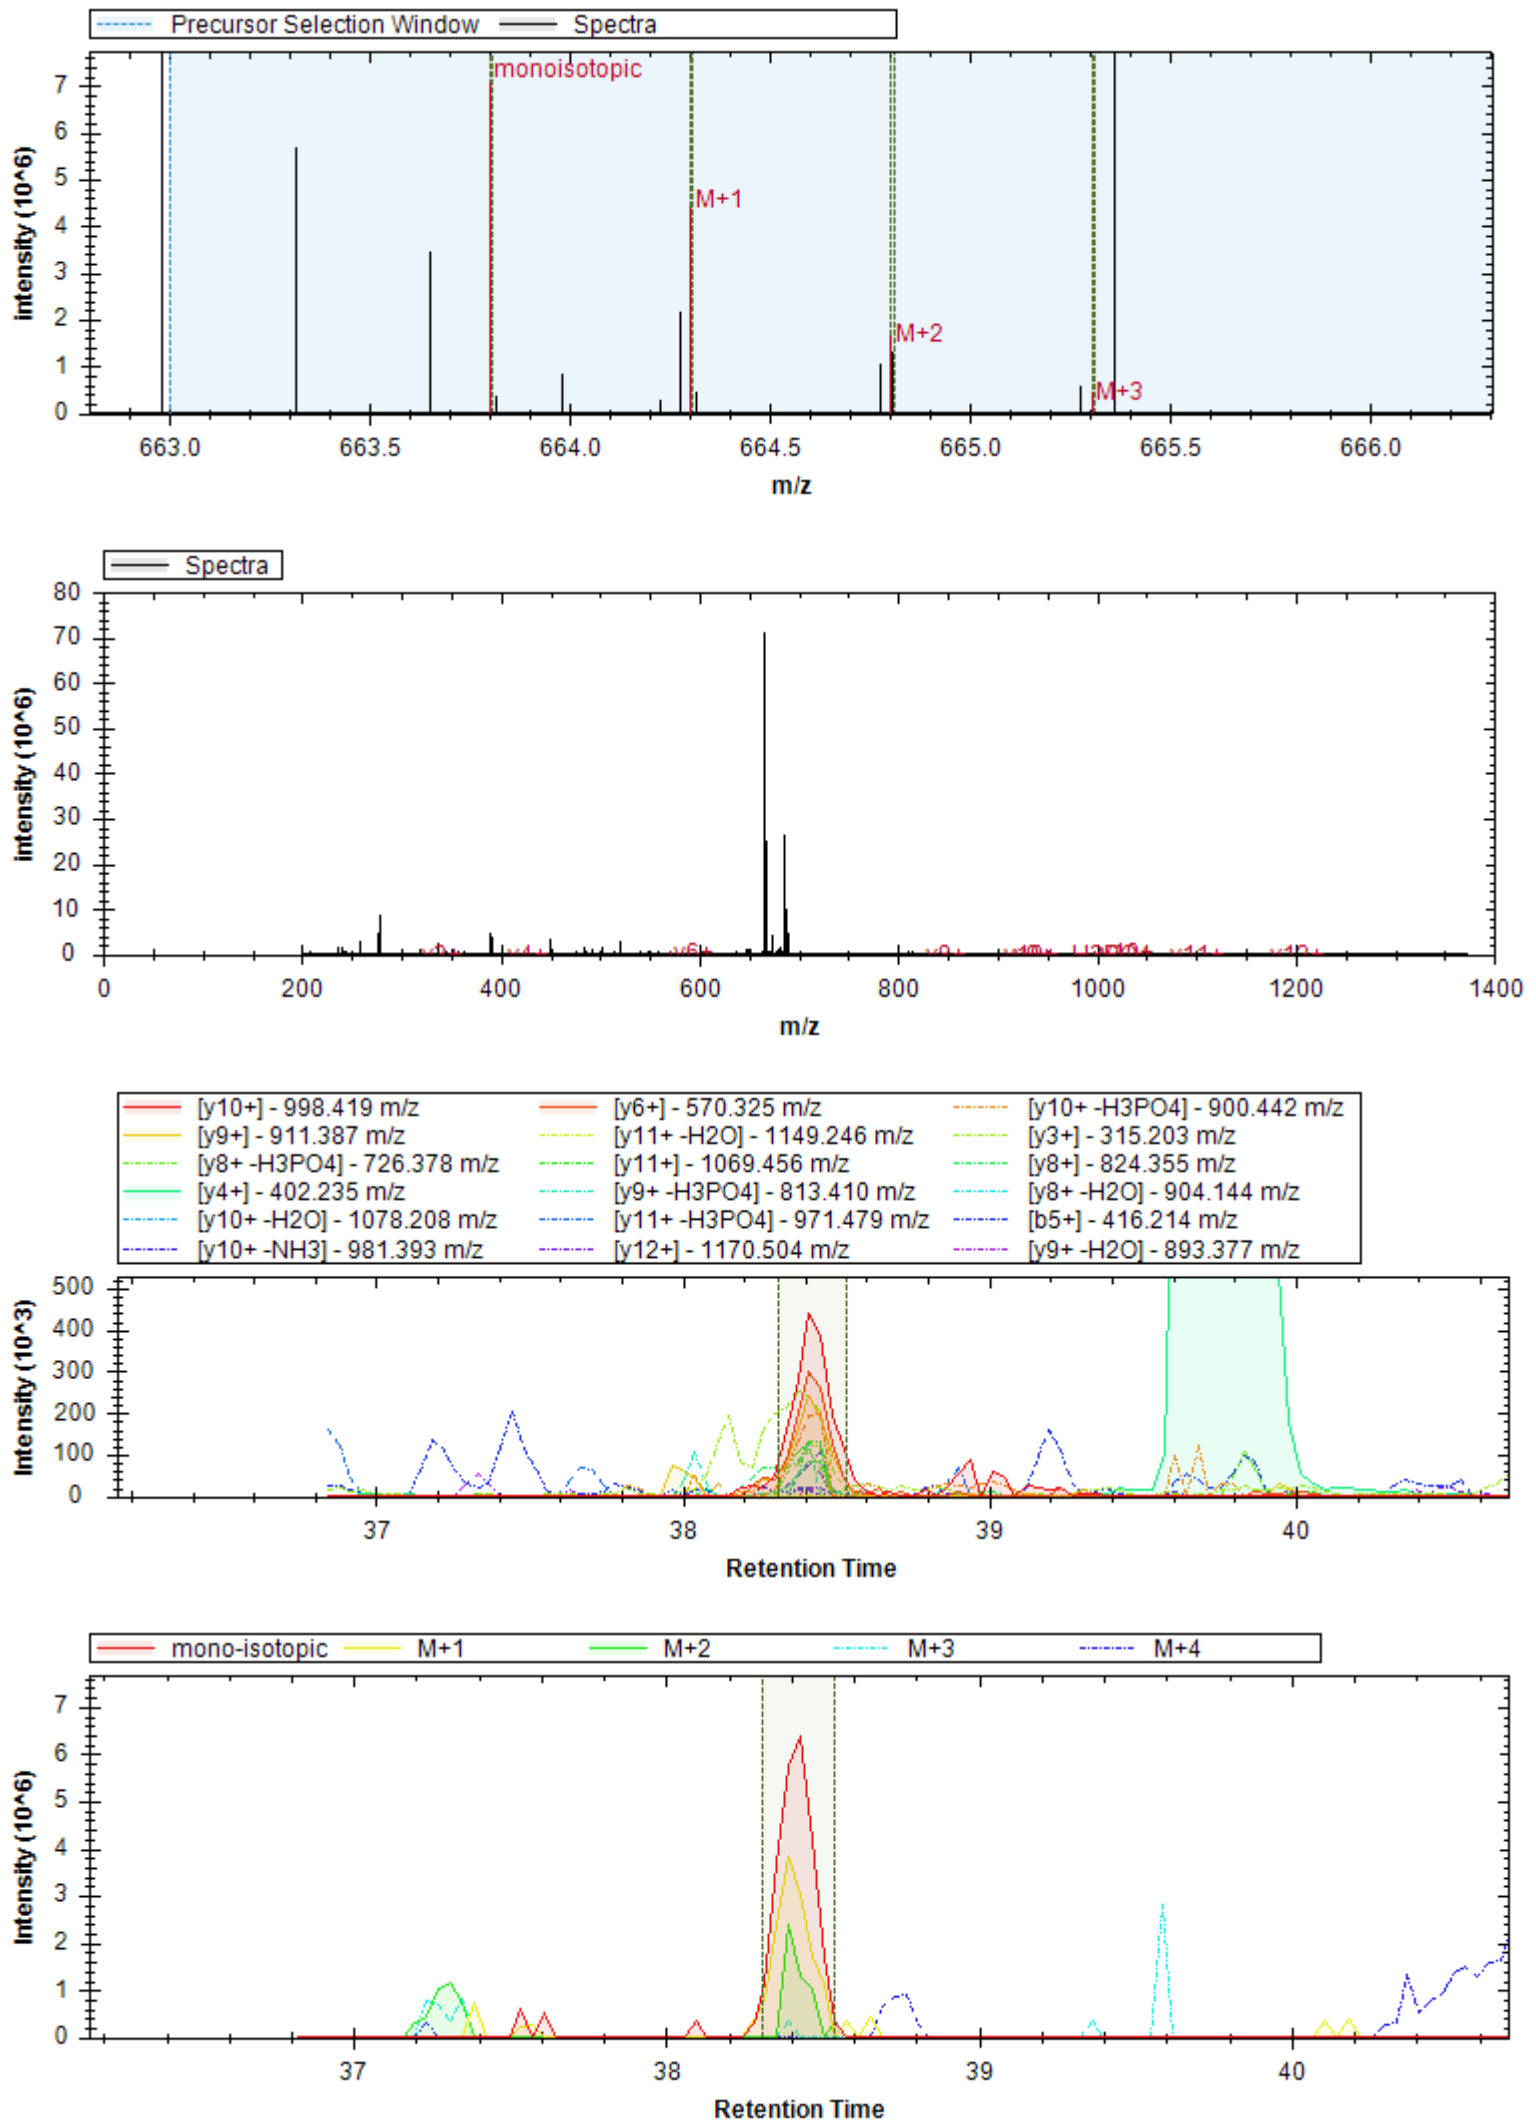 Precursor Selection Window Spectra
monoisotopic
M+1
M+2
M+3
7
6
5
4
3
2
1
0
intensity (10^6)
663.0 663.5 664.0 664.5 665.0 665.5 666.0
m/z
Spectra
80
70
60
50
40
30
20
10
0
intensity (10^6)
y6+
0 200 400 600 800 1000 1200 1400
m/z
[y10+] - 998.419 m/z [y6+] - 570.325 m/z [y10+ -H3PO4] - 900.442 m/z
[y9+] - 911.387 m/z [y11+ -H2O] - 1149.246 m/z [y3+] - 315.203 m/z
[y8+ -H3PO4] - 726.378 m/z [y11+] - 1069.456 m/z [y8+] - 824.355 m/z
[y4+] - 402.235 m/z [y9+ -H3PO4] - 813.410 m/z [y8+ -H2O] - 904.144 m/z
[y10+ -H2O] - 1078.208 m/z [y11+ -H3PO4] - 971.479 m/z [b5+] - 416.214 m/z
[y10+ -NH3] - 981.393 m/z [y12+] - 1170.504 m/z [y9+ -H2O] - 893.377 m/z
500
400
300
200
100
0
Intensity (10^3)
37 38 39 40
Retention Time
mono-isotopic M+1 M+2 M+3 M+4
7
6
5
4
3
2
1
0
Intensity (10^6)
37 38 39 40
Retention Time